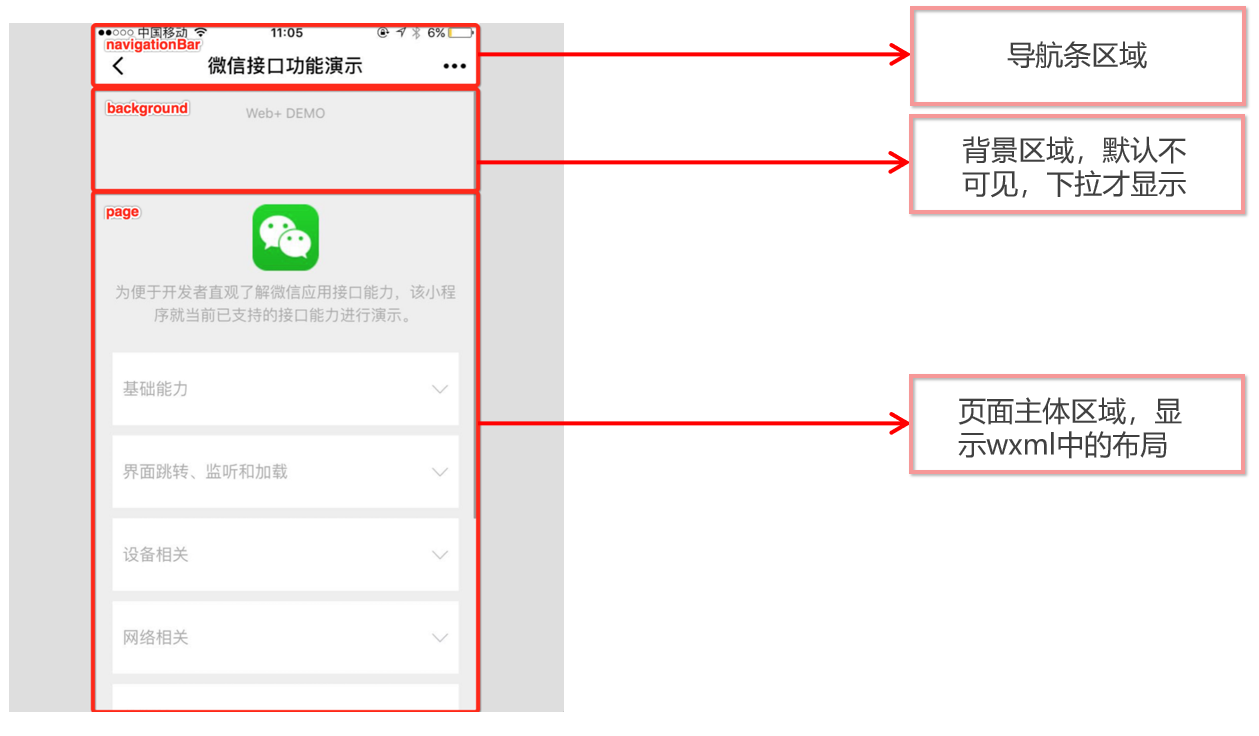 中国移动
11:05
6%
navigationBar
微信接口功能演示
导航条区域
background
Web+ DEMO
背景区域，默认不
可见，下拉才显示
page
为便于开发者直观了解微信应用接口能力，该小程
序就当前已支持的接口能力进行演示。
基础能力
页面主体区域，显
示wxml中的布局
界面跳转、监听和加载
设备相关
网络相关